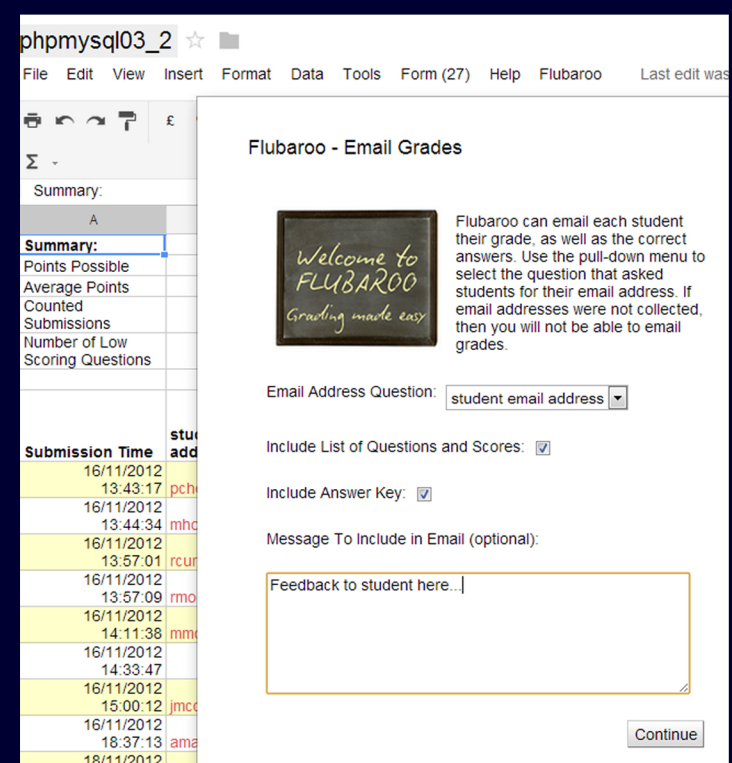 phpmysql03_2
File Edit View Insert Format Data Tools Form (27) Help Flubaroo Last edit was
£
Σ
Summary:
A
Summary:
Points Possible
Average Points
Counted
Submissions
Number of Low
Scoring Questions
Submission Time
16/11/2012
13:43:17
16/11/2012
13:44:34
16/11/2012
13:57:01
16/11/2012
13:57:09
16/11/2012
14:11:38
16/11/2012
14:33:47
16/11/2012
15:00:12
16/11/2012
18:37:13
18/11/2012
Flubaroo - Email Grades
Welcome to
FLUBAROO
Grading made easy
Flubaroo can email each student
their grade, as well as the correct
answers. Use the pull-down menu to
select the question that asked
students for their email address. If
email addresses were not collected,
then you will not be able to email
grades.
Email Address Question: student email address
Include List of Questions and Scores:
Include Answer Key:
Message To Include in Email (optional):
Feedback to student here...
Continue